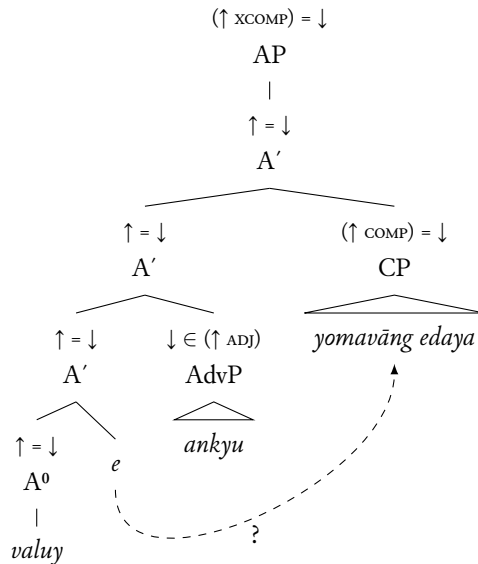 (↑ XCOMP) = ↓
AP
↑ = ↓
A′
↑ = ↓ (↑ COMP) = ↓
A′ CP
↑ = ↓ ↓ ∈ (↑ ADJ) yomavāng edaya
A′ AdvP
↑ = ↓ e ankyu
A⁰
?
valuy